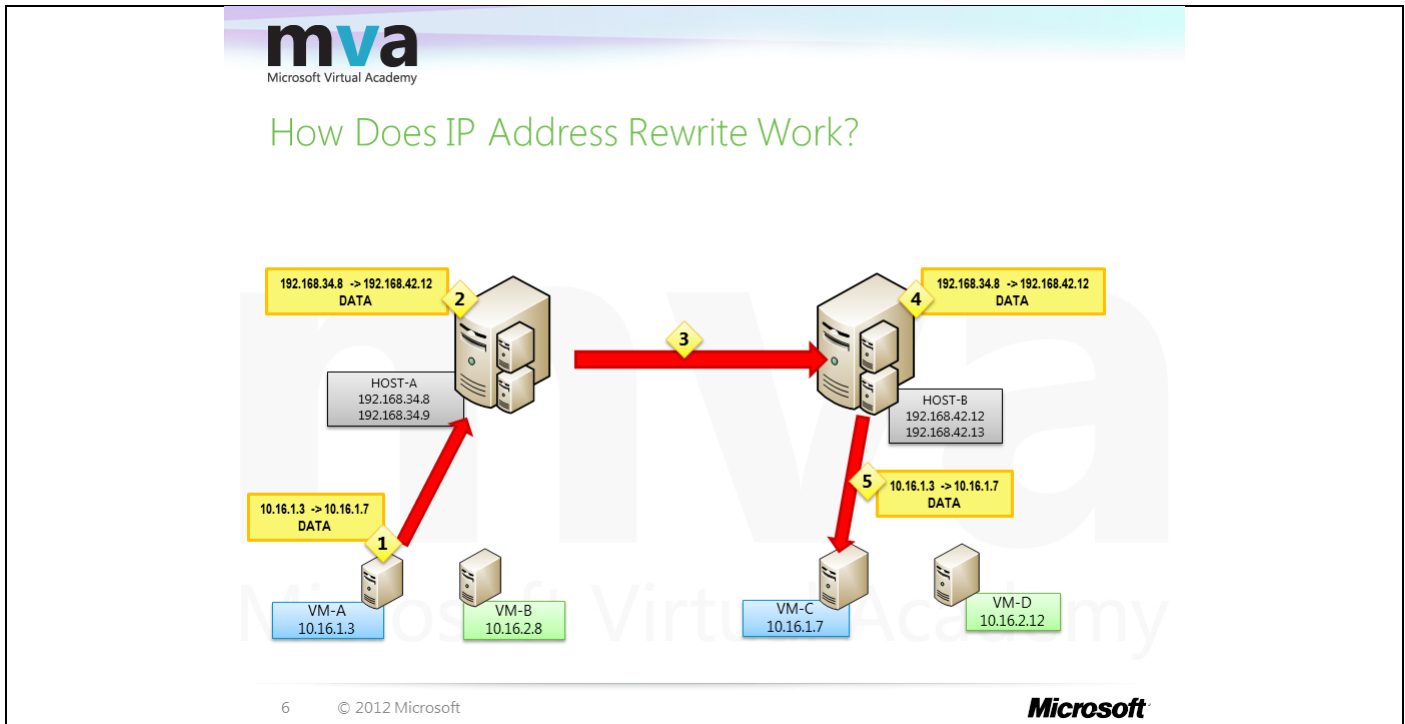 mva
Microsoft Virtual Academy
How Does IP Address Rewrite Work?
192.168.34.8 -> 192.168.42.12
DATA
2
3
4
192.168.34.8 -> 192.168.42.12
DATA
HOST-A
192.168.34.8
192.168.34.9
HOST-B
192.168.42.12
192.168.42.13
10.16.1.3 -> 10.16.1.7
DATA
1
5
10.16.1.3 -> 10.16.1.7
DATA
VM-A
10.16.1.3
VM-B
10.16.2.8
VM-C
10.16.1.7
VM-D
10.16.2.12
mva
Microsoft Virtual Academy
6
© 2012 Microsoft
Microsoft